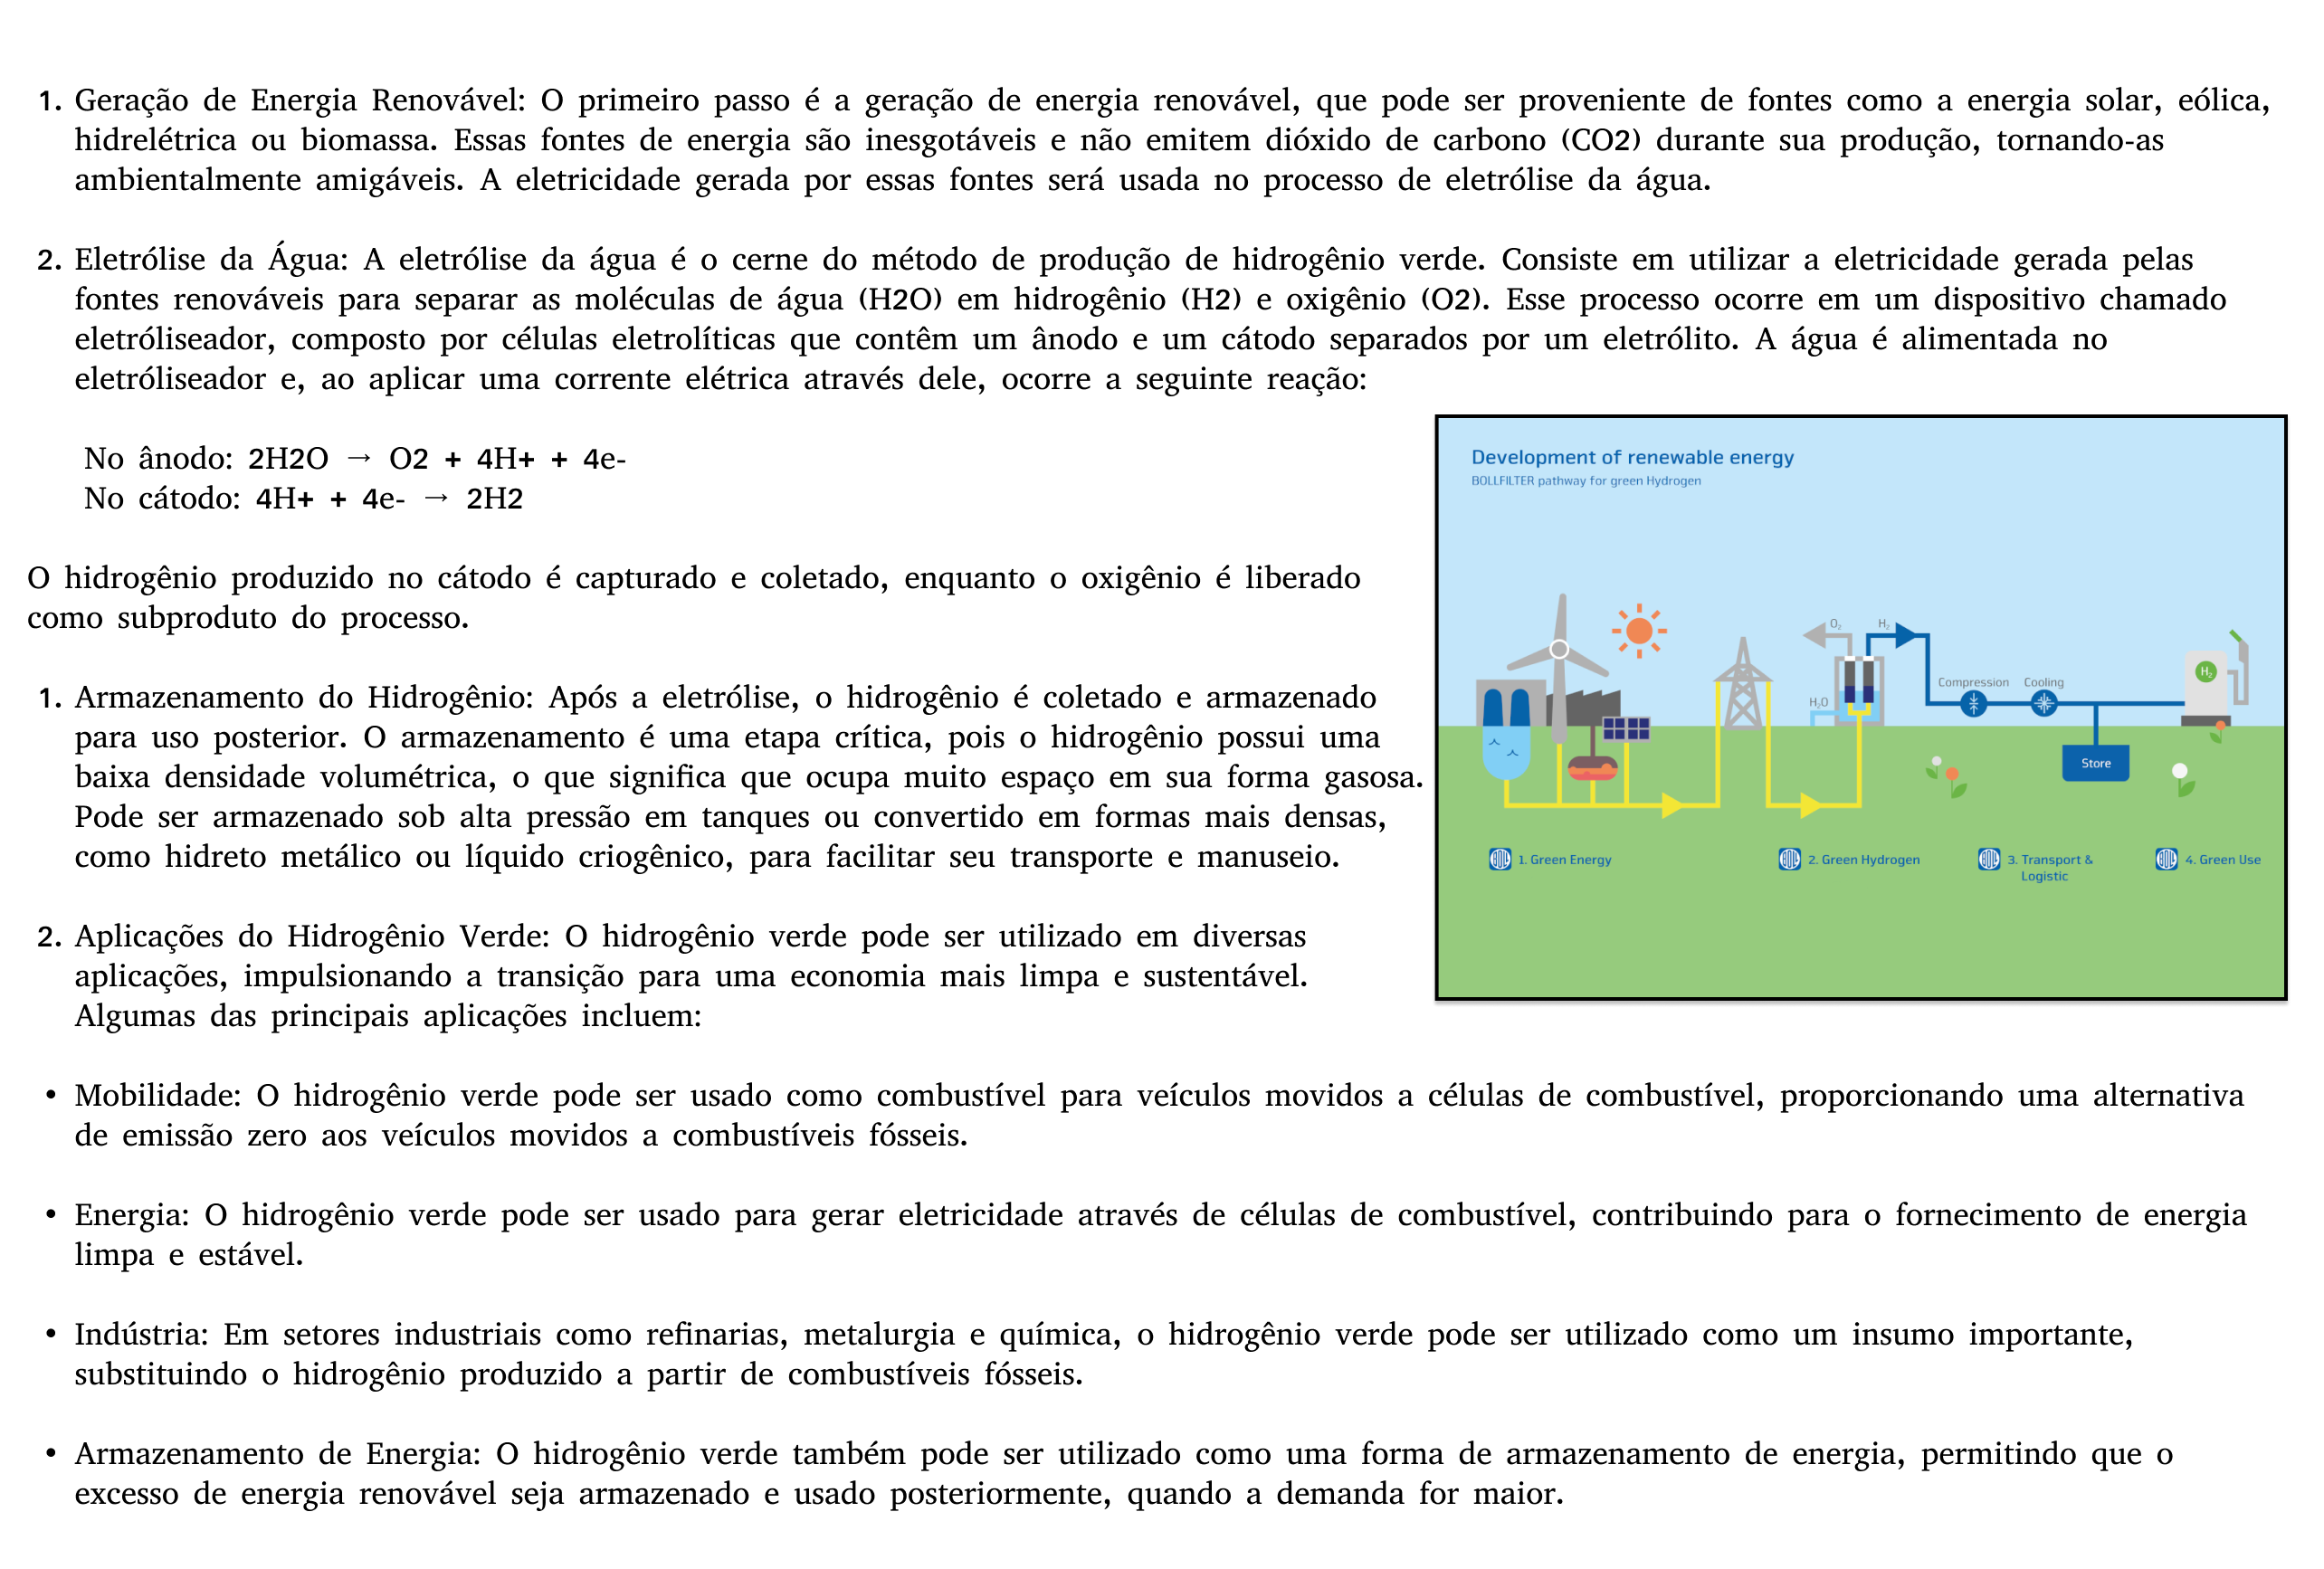 1. Geração de Energia Renovável: O primeiro passo é a geração de energia renovável, que pode ser proveniente de fontes como a energia solar, eólica,
hidrelétrica ou biomassa. Essas fontes de energia são inesgotáveis e não emitem dióxido de carbono (CO2) durante sua produção, tornando-as
ambientalmente amigáveis. A eletricidade gerada por essas fontes será usada no processo de eletrólise da água.
2. Eletrólise da Água: A eletrólise da água é o cerne do método de produção de hidrogênio verde. Consiste em utilizar a eletricidade gerada pelas
fontes renováveis para separar as moléculas de água (H2O) em hidrogênio (H2) e oxigênio (O2). Esse processo ocorre em um dispositivo chamado
eletróliseador, composto por células eletrolíticas que contêm um ânodo e um cátodo separados por um eletrólito. A água é alimentada no
eletróliseador e, ao aplicar uma corrente elétrica através dele, ocorre a seguinte reação:
No ânodo: 2H2O → O2 + 4H+ + 4e-
No cátodo: 4H+ + 4e- → 2H2
O hidrogênio produzido no cátodo é capturado e coletado, enquanto o oxigênio é liberado
como subproduto do processo.
1. Armazenamento do Hidrogênio: Após a eletrólise, o hidrogênio é coletado e armazenado
para uso posterior. O armazenamento é uma etapa crítica, pois o hidrogênio possui uma
baixa densidade volumétrica, o que significa que ocupa muito espaço em sua forma gasosa.
Pode ser armazenado sob alta pressão em tanques ou convertido em formas mais densas,
como hidreto metálico ou líquido criogênico, para facilitar seu transporte e manuseio.
2. Aplicações do Hidrogênio Verde: O hidrogênio verde pode ser utilizado em diversas
aplicações, impulsionando a transição para uma economia mais limpa e sustentável.
Algumas das principais aplicações incluem:
Development of renewable energy
BOLLFILTER pathway for green Hydrogen
O₂
H₂
H₂O
Compression
Cooling
H₂
Store
BOLL 1. Green Energy
BOLL 2. Green Hydrogen
BOLL 3. Transport &
Logistic
BOLL 4. Green Use
• Mobilidade: O hidrogênio verde pode ser usado como combustível para veículos movidos a células de combustível, proporcionando uma alternativa
de emissão zero aos veículos movidos a combustíveis fósseis.
• Energia: O hidrogênio verde pode ser usado para gerar eletricidade através de células de combustível, contribuindo para o fornecimento de energia
limpa e estável.
• Indústria: Em setores industriais como refinarias, metalurgia e química, o hidrogênio verde pode ser utilizado como um insumo importante,
substituindo o hidrogênio produzido a partir de combustíveis fósseis.
• Armazenamento de Energia: O hidrogênio verde também pode ser utilizado como uma forma de armazenamento de energia, permitindo que o
excesso de energia renovável seja armazenado e usado posteriormente, quando a demanda for maior.